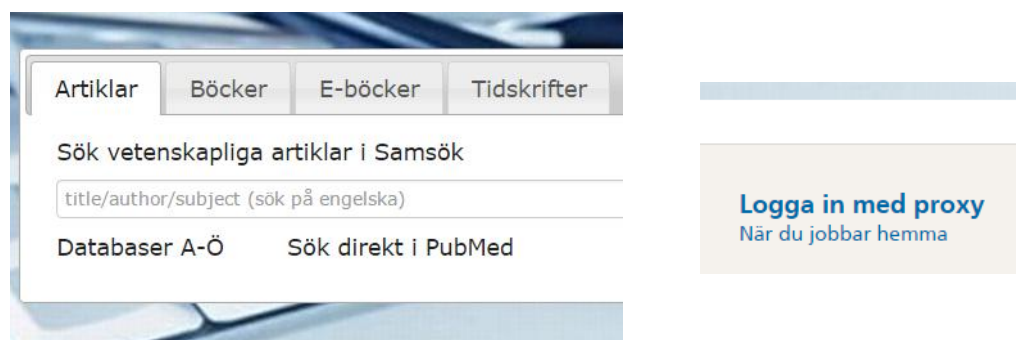 Artiklar Böcker E-böcker Tidskrifter
Sök vetenskapliga artiklar i Samsök
title/author/subject (sök på engelska)
Databaser A-Ö Sök direkt i PubMed
Logga in med proxy
När du jobbar hemma